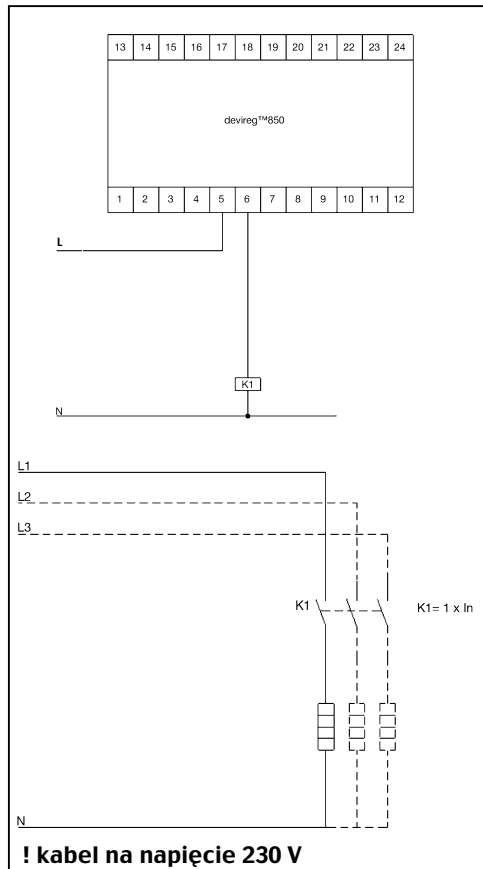 13 14 15 16 17 18 19 20 21 22 23 24
devireg™850
1 2 3 4 5 6 7 8 9 10 11 12
L
K1
N
L1
L2
L3
K1 K1= 1 x In
N
! kabel na napięcie 230 V